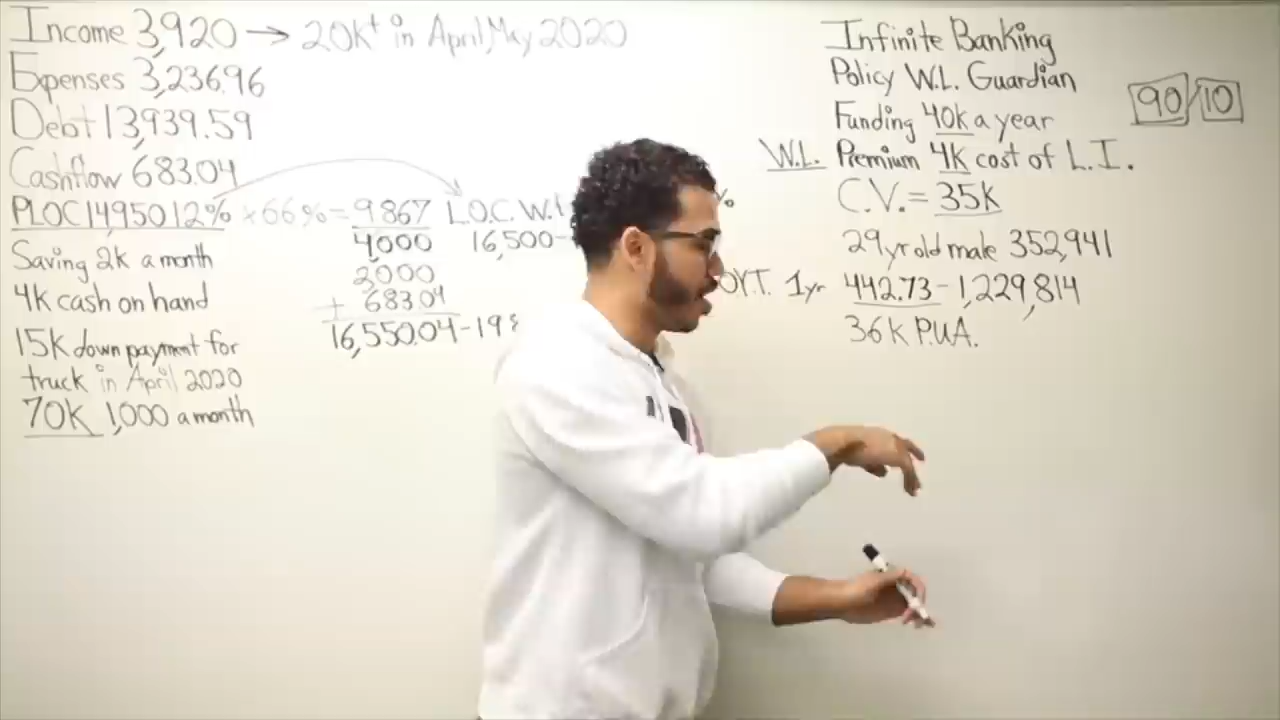 Income 3,920 → 20K+ in April, May 2020
Expenses 3,236.96
Debt 13,939.59
Cashflow 683.04
PLOC 14,950 12% × 66% = 9,867 L.O.C. W.
4000 16,500-
Saving 2k a month
2000
4K cash on hand
+ 683.04
16,550.04-19
15K down payment for
truck in April 2020
70K 1,000 a month
Infinite Banking
Policy W.L. Guardian
90/10
Funding 40k a year
W.L. Premium 4K cost of L.I.
C.V. = 35k
29 yr old male 352,941
OY.T. 1yr 442.73 - 1,229,814
36k P.U.A.